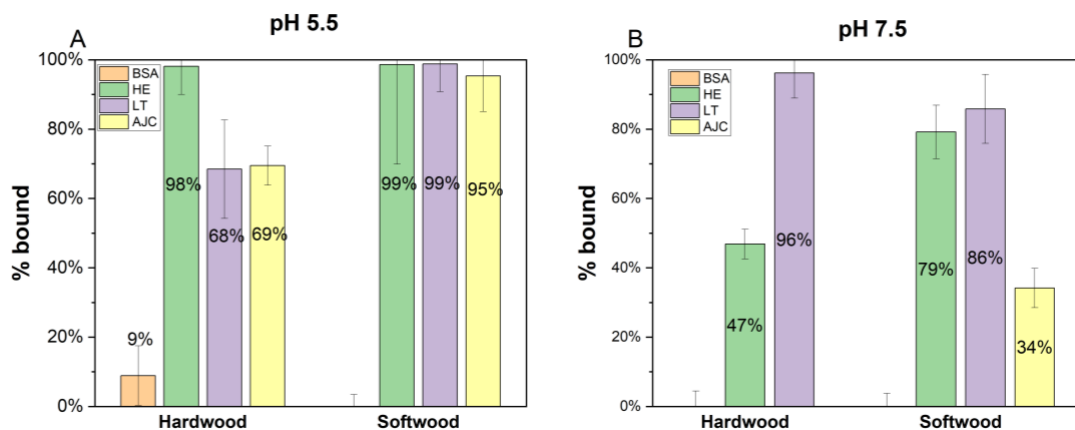 pH 5.5
A
100%
80%
60%
40%
20%
0%
% bound
BSA
HE
LT
AJC
9%
98%
68%
69%
99%
99%
95%
Hardwood
Softwood
pH 7.5
B
100%
80%
60%
40%
20%
0%
% bound
BSA
HE
LT
AJC
47%
96%
79%
86%
34%
Hardwood
Softwood